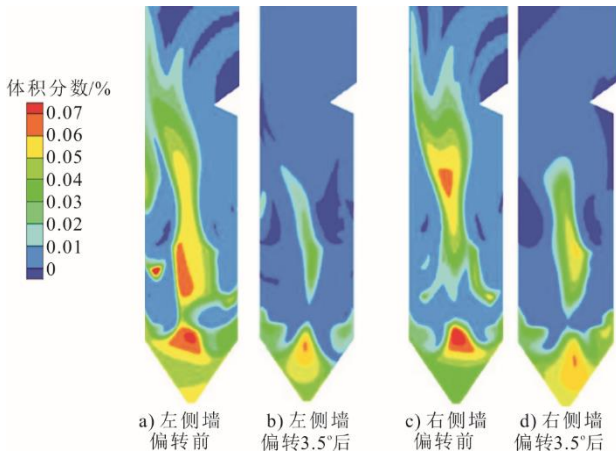 体积分数/%
0.07
0.06
0.05
0.04
0.03
0.02
0.01
0
a) 左侧墙
偏转前
b) 左侧墙
偏转3.5°后
c) 右侧墙
偏转前
d) 右侧墙
偏转3.5°后